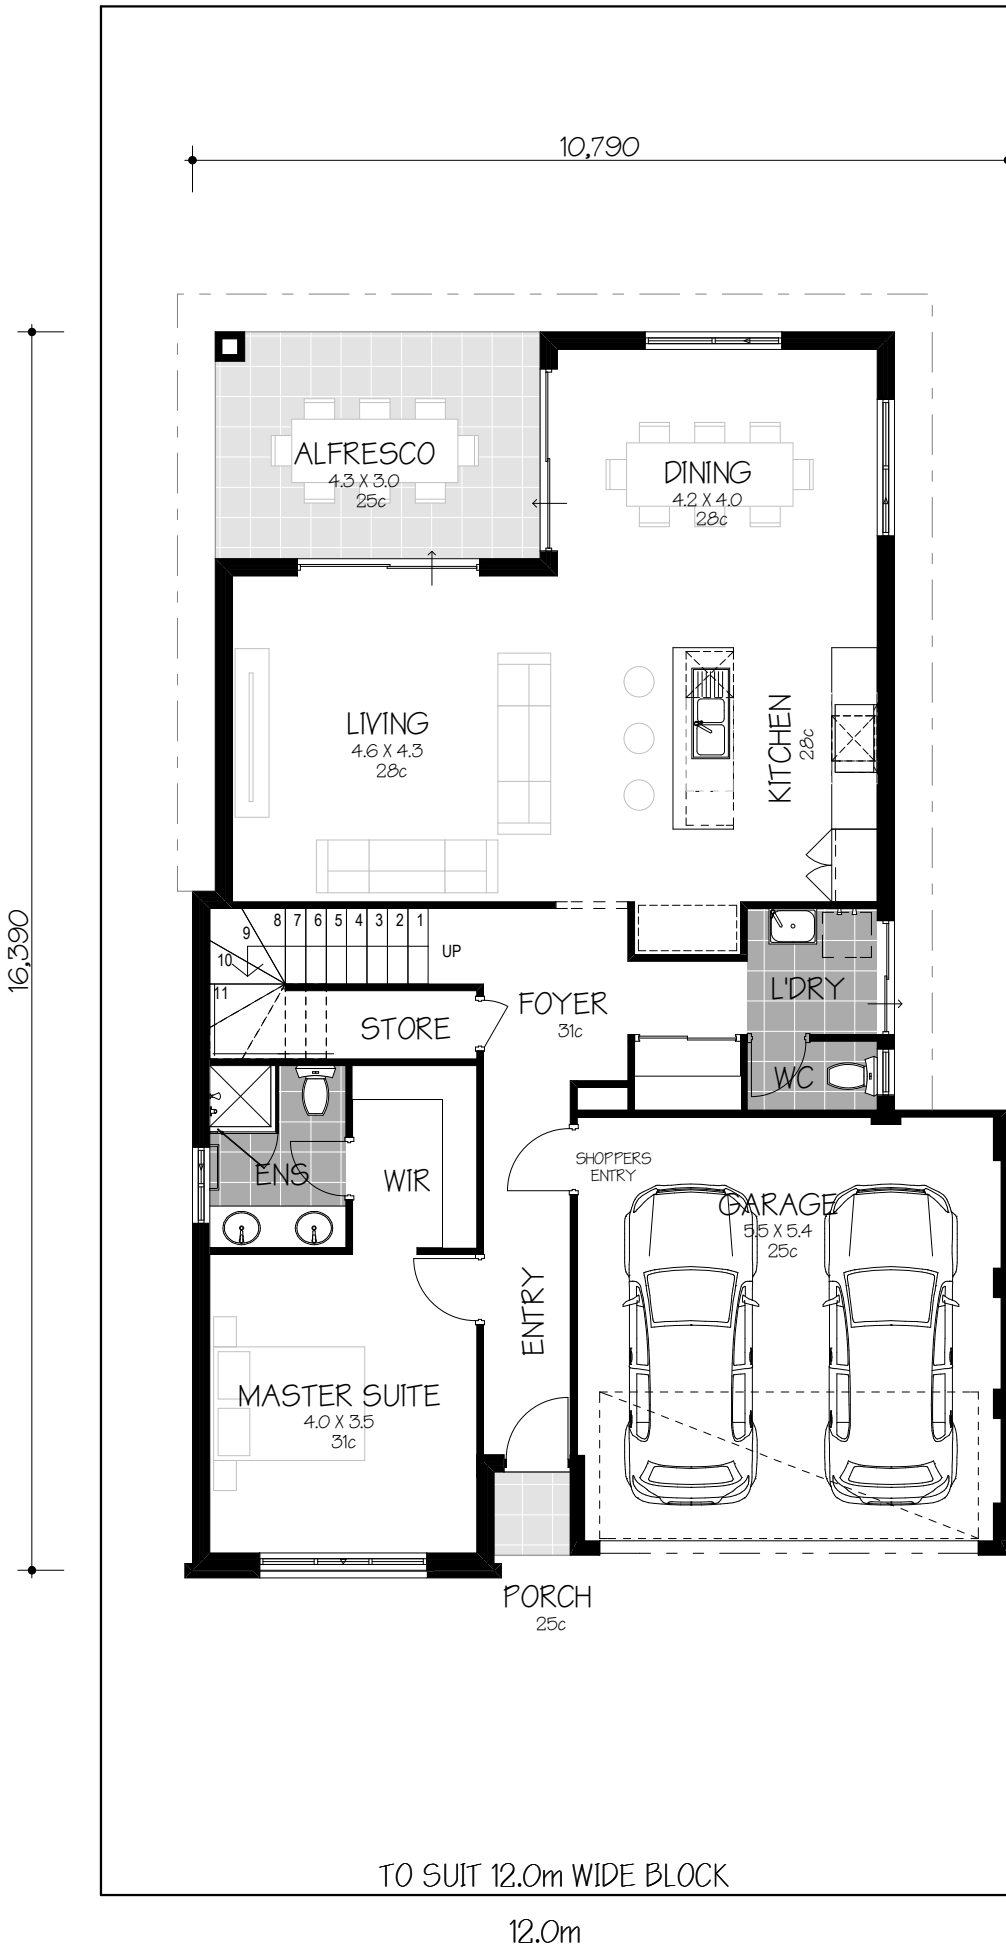 10,790
16,390
ALFRESCO
4.3 X 3.0
25c
DINING
4.2 X 4.0
28c
LIVING
4.6 X 4.3
28c
KITCHEN
28c
9 8 7 6 5 4 3 2 1
10
11
UP
STORE
FOYER
31c
L'DRY
WC
ENS
WIR
SHOPPERS
ENTRY
GARAGE
5.5 X 5.4
25c
ENTRY
MASTER SUITE
4.0 X 3.5
31c
PORCH
25c
TO SUIT 12.0m WIDE BLOCK
12.0m